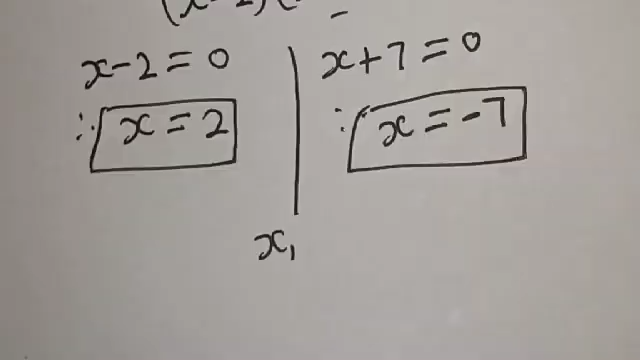 x-2=0 x+7=0
∴ x=2 ∴ x=-7
x₁